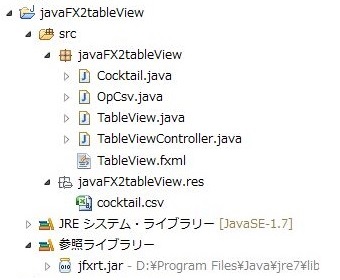 javaFX2tableView
src
javaFX2tableView
Cocktail.java
OpCsv.java
TableView.java
TableViewController.java
TableView.fxml
javaFX2tableView.res
cocktail.csv
JRE システム・ライブラリー [JavaSE-1.7]
参照ライブラリー
jfxrt.jar - D:¥Program Files¥Java¥jre7¥lib